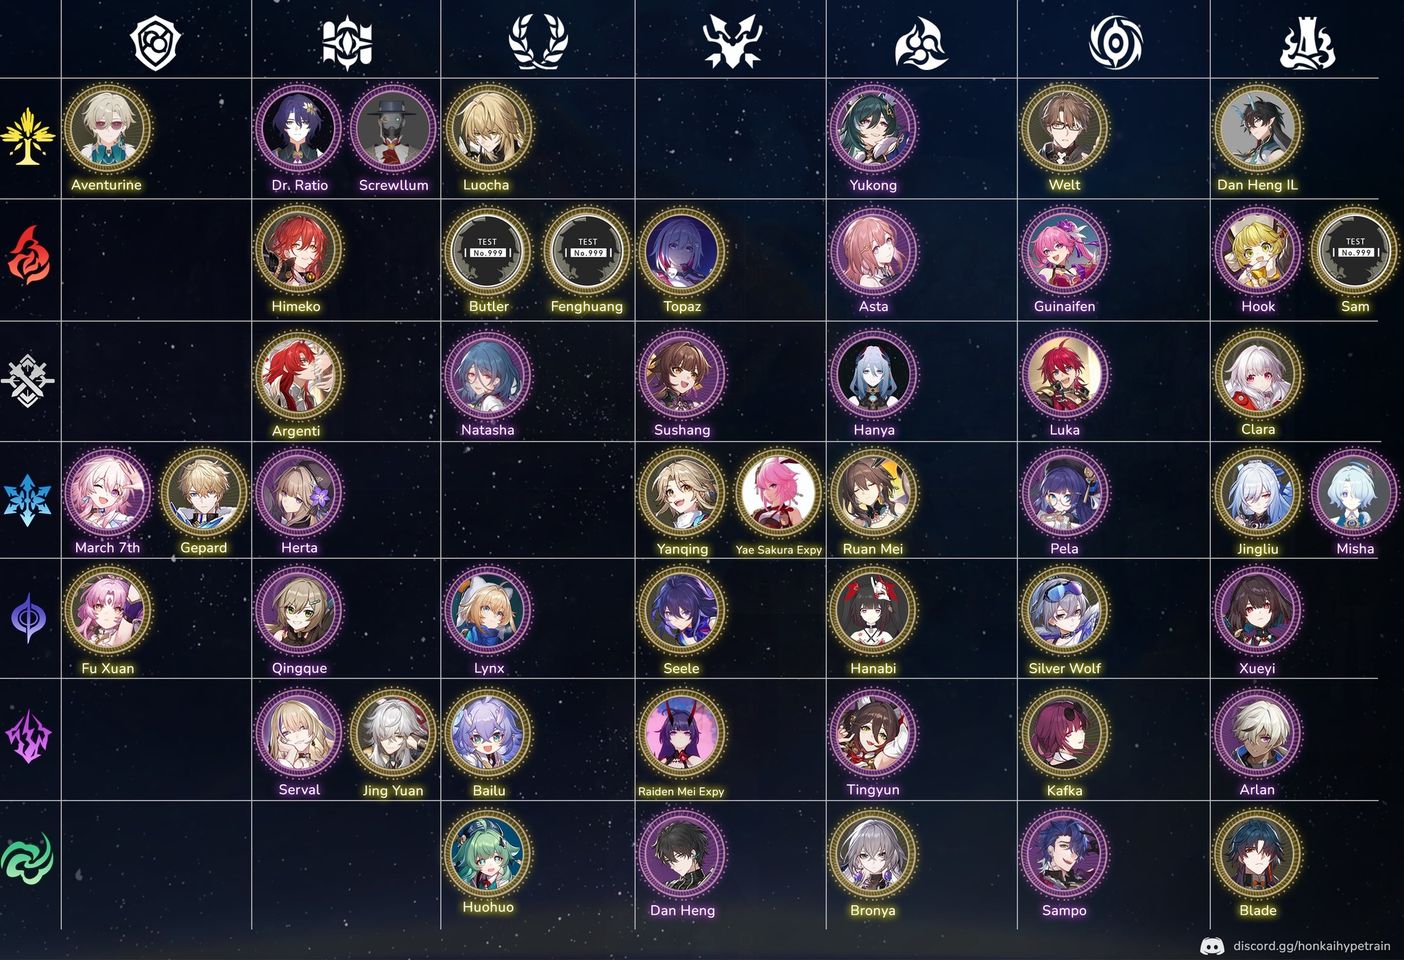 Aventurine
Dr. Ratio
Screwllum
Luocha
Yukong
Welt
Dan Heng IL
TEST
No.999
TEST
No.999
TEST
No.999
Himeko
Butler
Fenghuang
Topaz
Asta
Guinaifen
Hook
Sam
Argenti
Natasha
Sushang
Hanya
Luka
Clara
March 7th
Gepard
Herta
Yanqing
Yae Sakura Expy
Ruan Mei
Pela
Jingliu
Misha
Fu Xuan
Qingque
Lynx
Seele
Hanabi
Silver Wolf
Xueyi
Serval
Jing Yuan
Bailu
Raiden Mei Expy
Tingyun
Kafka
Arlan
Huohuo
Dan Heng
Bronya
Sampo
Blade
discord.gg/honkaihypetrain